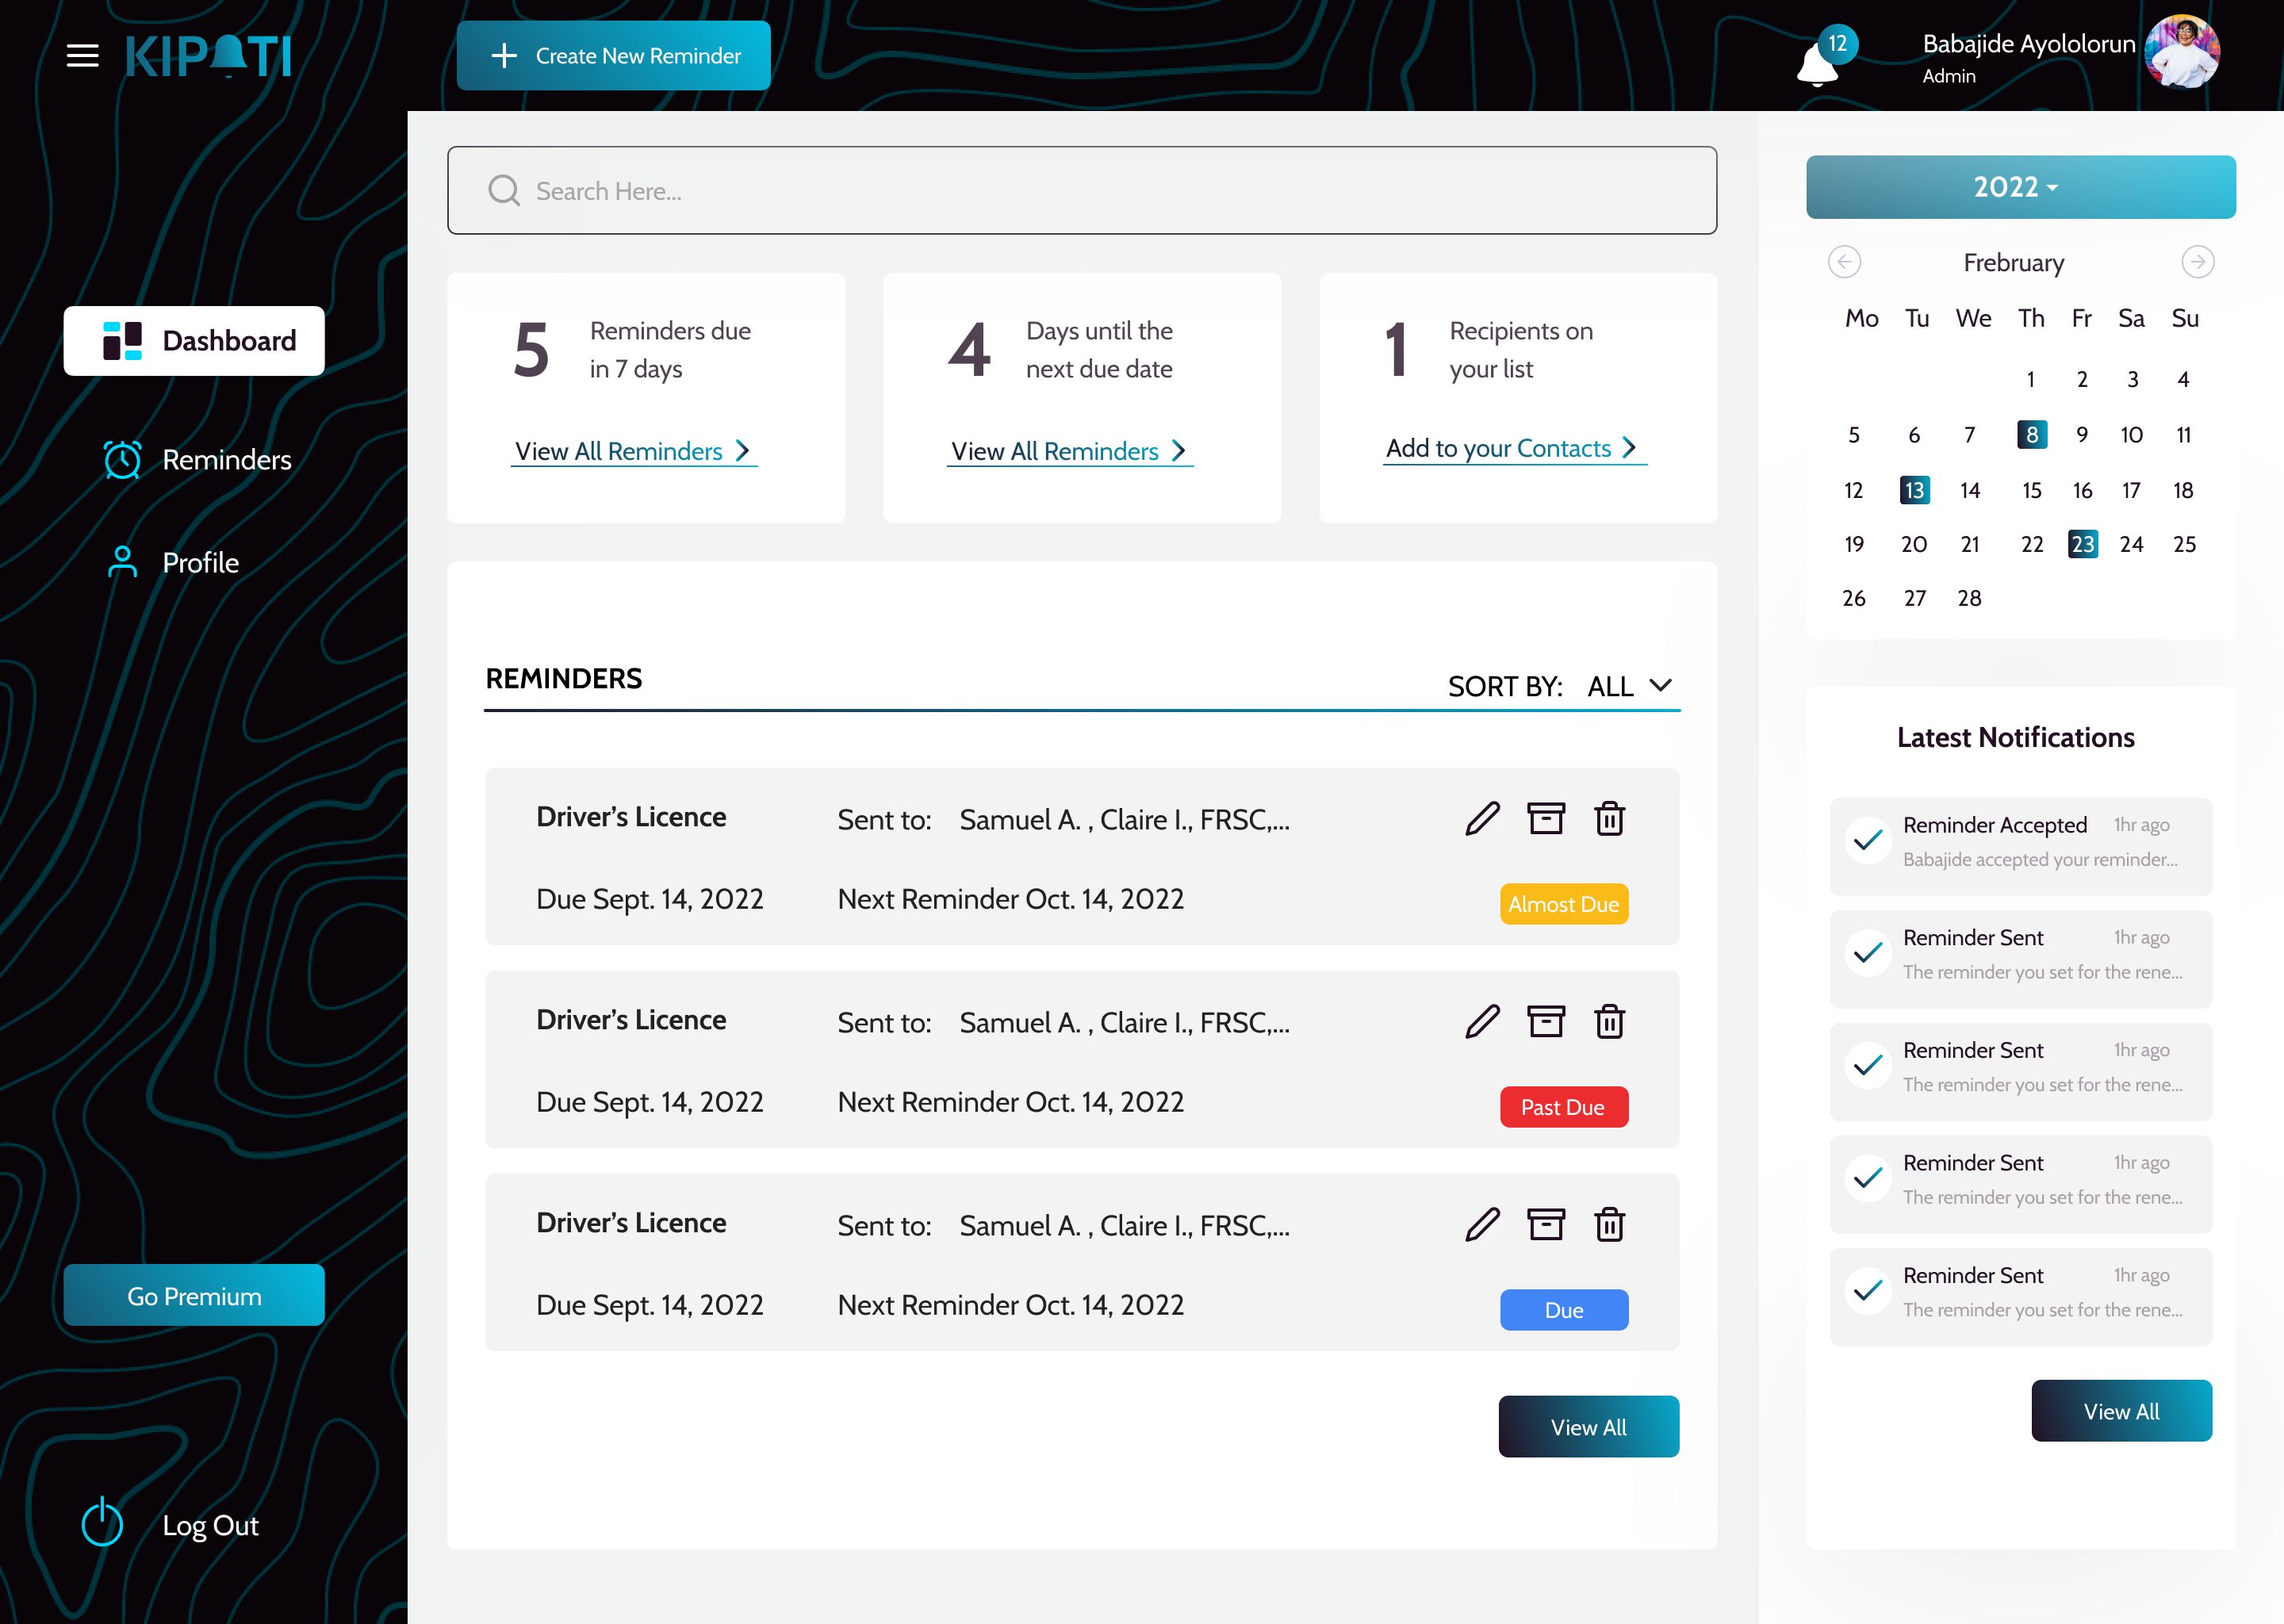 KIPATI
Create New Reminder
12
Babajide Ayololorun
Admin
Dashboard
Reminders
Profile
Go Premium
Log Out
Search Here...
5
Reminders due
in 7 days
View All Reminders
4
Days until the
next due date
View All Reminders
1
Recipients on
your list
Add to your Contacts
REMINDERS
SORT BY: ALL
Driver’s Licence
Sent to: Samuel A. , Claire I., FRSC,...
Due Sept. 14, 2022
Next Reminder Oct. 14, 2022
Almost Due
Driver’s Licence
Sent to: Samuel A. , Claire I., FRSC,...
Due Sept. 14, 2022
Next Reminder Oct. 14, 2022
Past Due
Driver’s Licence
Sent to: Samuel A. , Claire I., FRSC,...
Due Sept. 14, 2022
Next Reminder Oct. 14, 2022
Due
View All
2022
Frebruary
Mo Tu We Th Fr Sa Su
1 2 3 4
5 6 7 8 9 10 11
12 13 14 15 16 17 18
19 20 21 22 23 24 25
26 27 28
Latest Notifications
Reminder Accepted 1hr ago
Babajide accepted your reminder...
Reminder Sent 1hr ago
The reminder you set for the rene...
Reminder Sent 1hr ago
The reminder you set for the rene...
Reminder Sent 1hr ago
The reminder you set for the rene...
Reminder Sent 1hr ago
The reminder you set for the rene...
View All